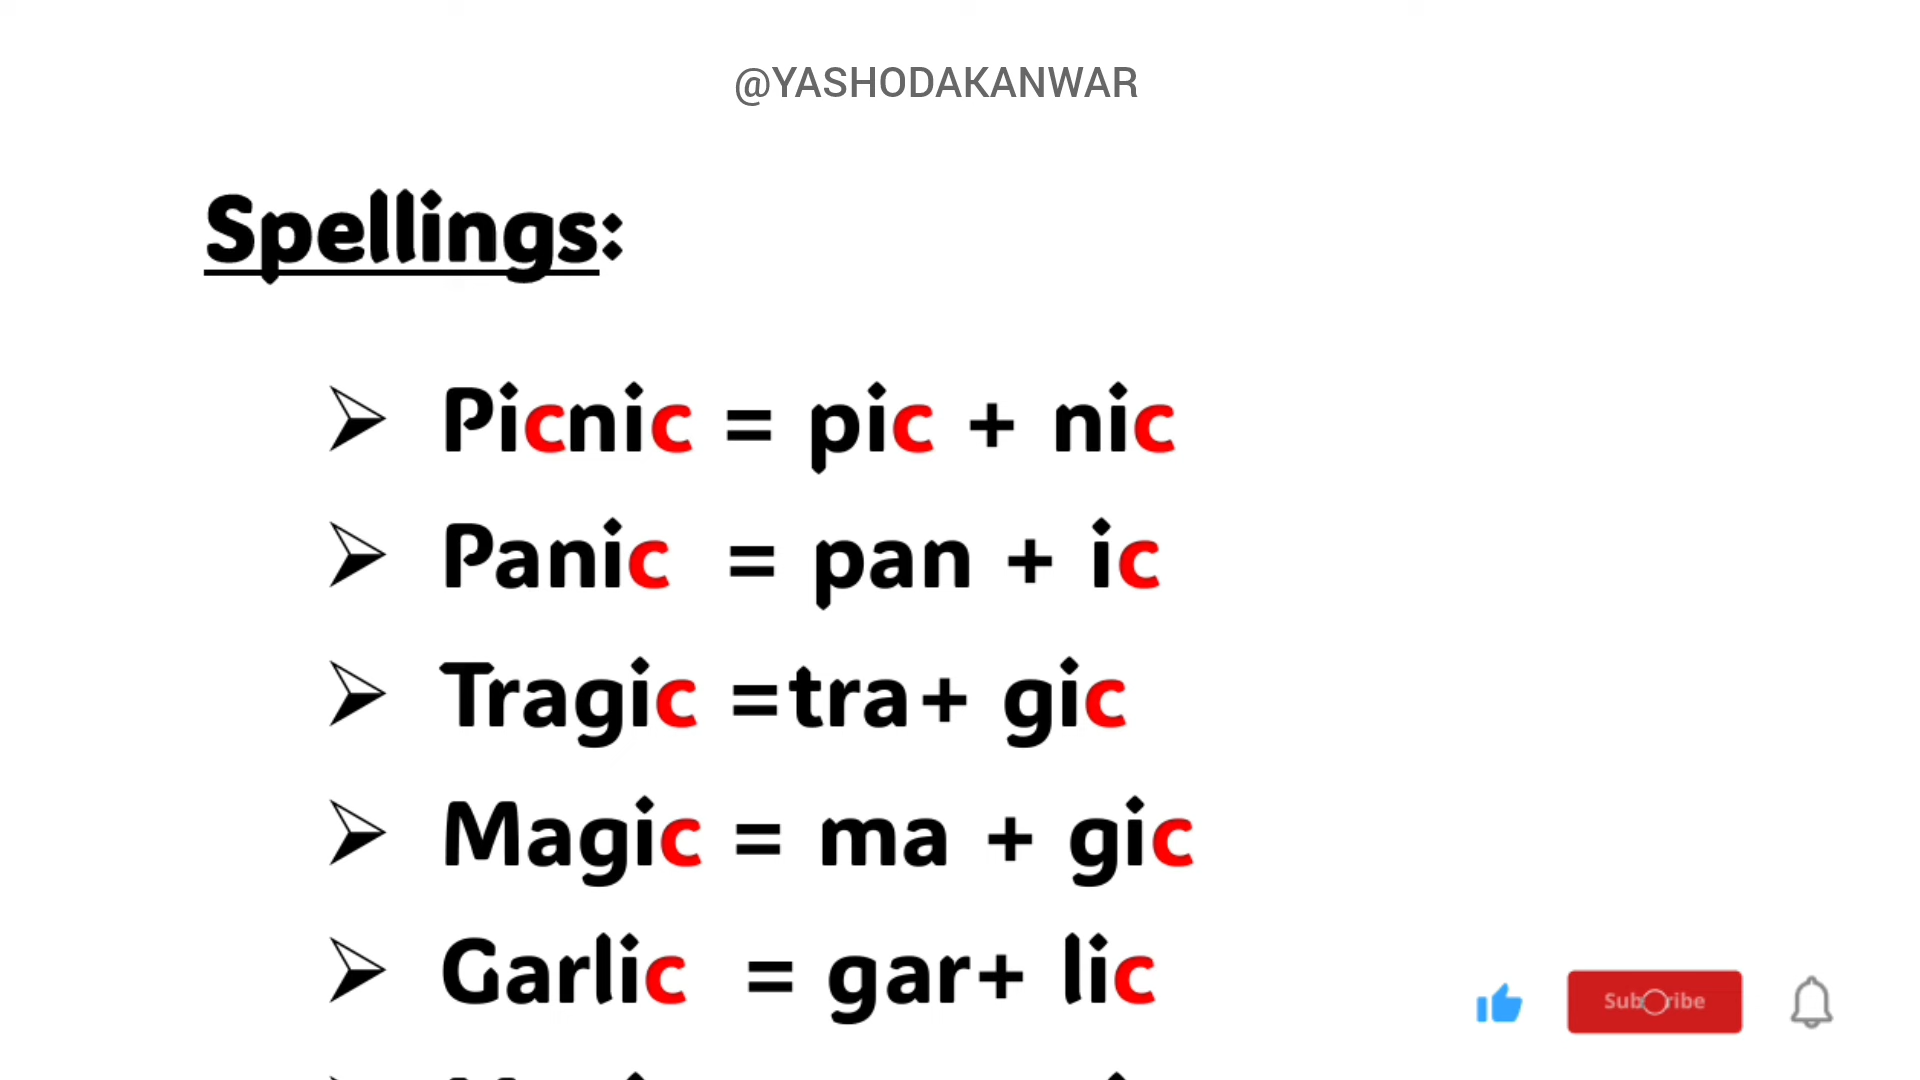 @YASHODAKANWAR
Spellings:
➢ Picnic = pic + nic
➢ Panic = pan + ic
➢ Tragic =tra+ gic
➢ Magic = ma + gic
➢ Garlic = gar+ lic